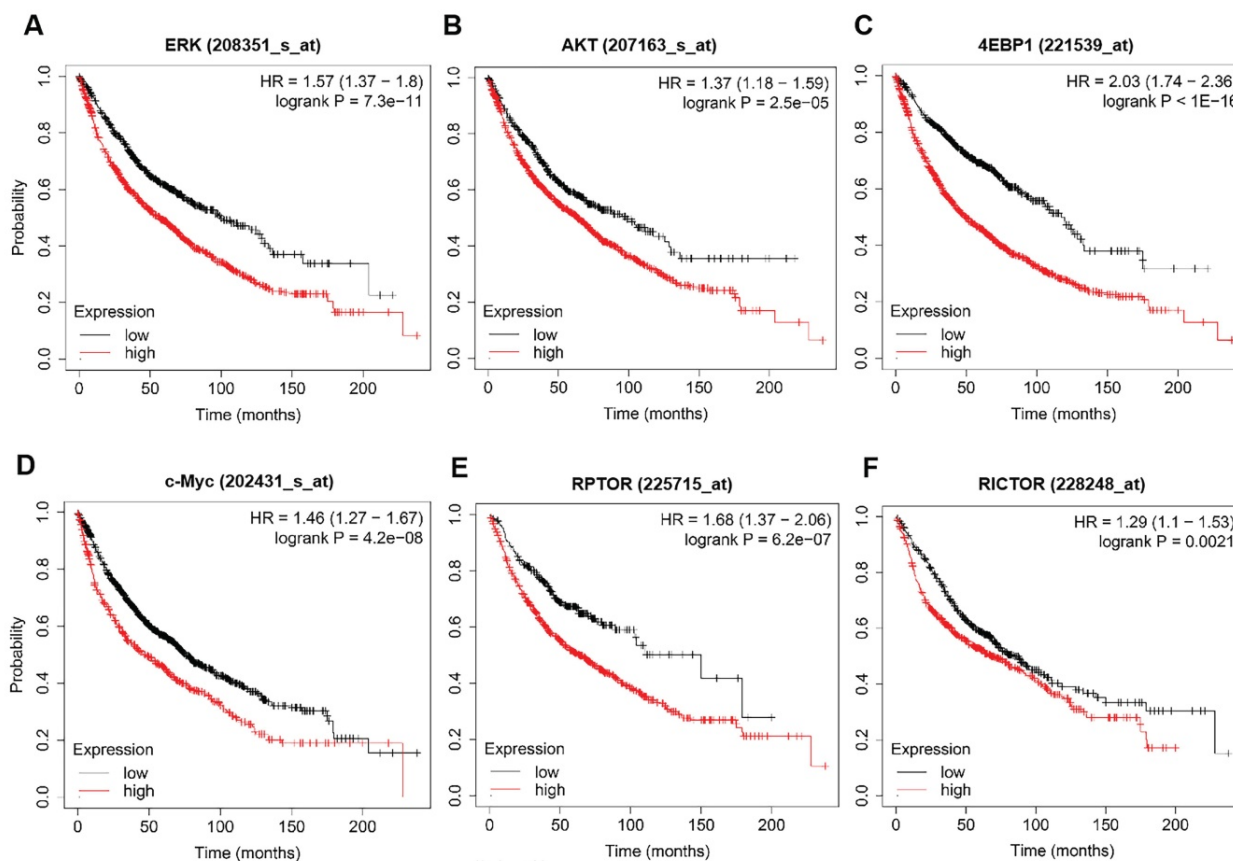 A
ERK (208351_s_at)
HR = 1.57 (1.37 − 1.8)
logrank P = 7.3e−11
Probability
1.0
0.8
0.6
0.4
0.2
0.0
Expression
low
high
0 50 100 150 200
Time (months)
B
AKT (207163_s_at)
HR = 1.37 (1.18 − 1.59)
logrank P = 2.5e−05
1.0
0.8
0.6
0.4
0.2
0.0
Expression
low
high
0 50 100 150 200
Time (months)
C
4EBP1 (221539_at)
HR = 2.03 (1.74 − 2.36
logrank P < 1E−16
1.0
0.8
0.6
0.4
0.2
0.0
Expression
low
high
0 50 100 150 200
Time (months)
D
c-Myc (202431_s_at)
HR = 1.46 (1.27 − 1.67)
logrank P = 4.2e−08
Probability
1.0
0.8
0.6
0.4
0.2
0.0
Expression
low
high
0 50 100 150 200
Time (months)
E
RPTOR (225715_at)
HR = 1.68 (1.37 − 2.06)
logrank P = 6.2e−07
1.0
0.8
0.6
0.4
0.2
0.0
Expression
low
high
0 50 100 150 200
Time (months)
F
RICTOR (228248_at)
HR = 1.29 (1.1 − 1.53)
logrank P = 0.0021
1.0
0.8
0.6
0.4
0.2
0.0
Expression
low
high
0 50 100 150 200
Time (months)